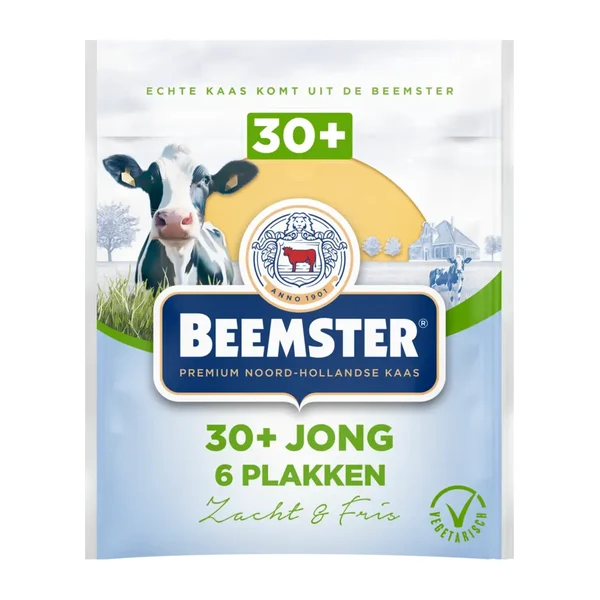 ECHTE KAAS KOMT UIT DE BEEMSTER
30+
ANNO 1901
BEEMSTER®
PREMIUM NOORD-HOLLANDSE KAAS
30+ JONG
6 PLAKKEN
Zacht & Fris
VEGETARISCH